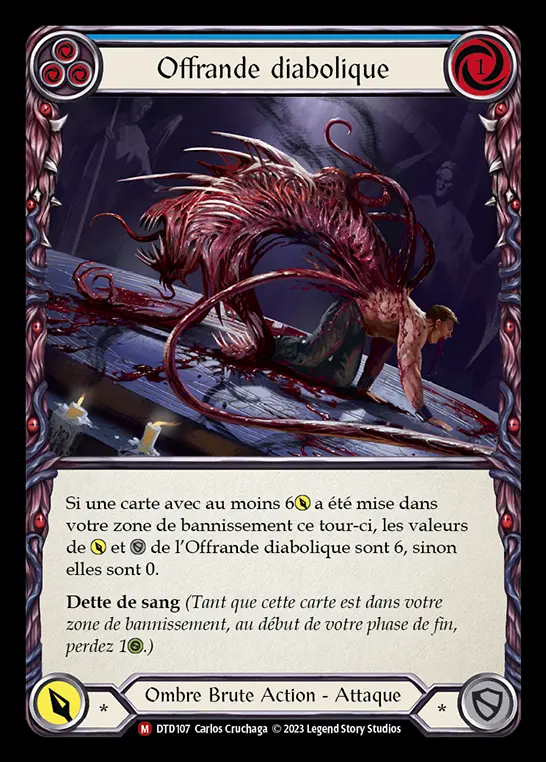 1
Offrande diabolique
Si une carte avec au moins 6 a été mise dans
votre zone de bannissement ce tour-ci, les valeurs
de et de l'Offrande diabolique sont 6, sinon
elles sont 0.
Dette de sang (Tant que cette carte est dans votre
zone de bannissement, au début de votre phase de fin,
perdez 1.)
* Ombre Brute Action - Attaque *
M DTD107 Carlos Cruchaga © 2023 Legend Story Studios